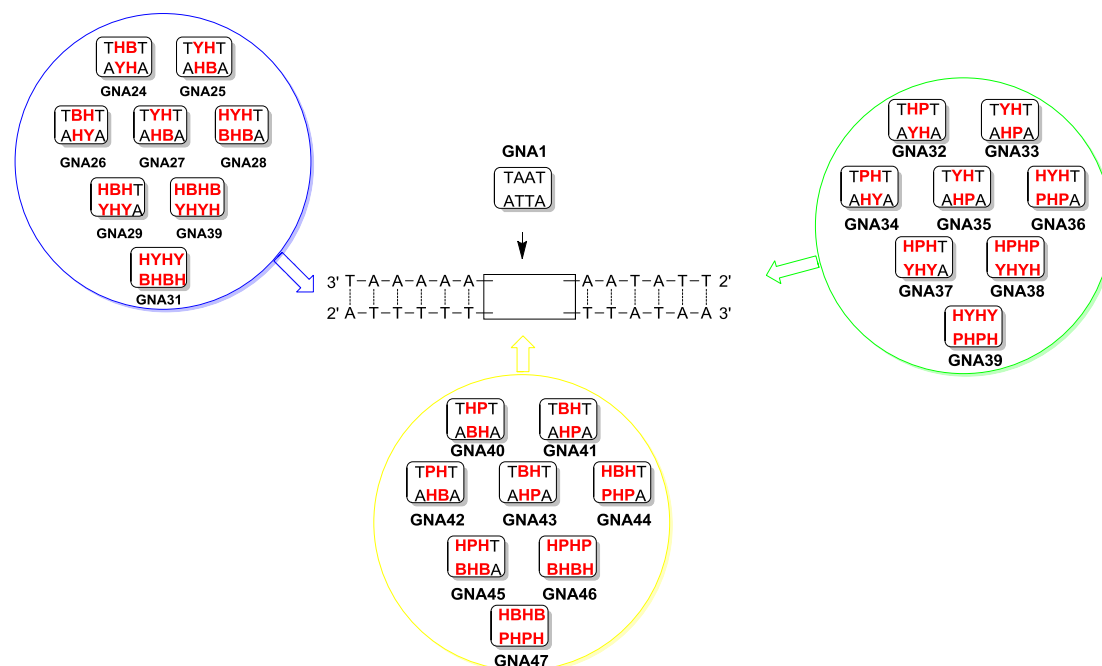 THBT
AYHA
GNA24
TYHT
AHBA
GNA25
TBHT
AHYA
GNA26
TYHT
AHBA
GNA27
HYHT
BHBA
GNA28
HBHT
YHYA
GNA29
HBHB
YHYH
GNA39
HYHY
BHBH
GNA31
GNA1
TAAT
ATTA
3' T-A-A-A-A-A- -A-A-T-A-T-T 2'
2' A-T-T-T-T-T- -T-T-A-T-A-A 3'
THPT
AYHA
GNA32
TYHT
AHPA
GNA33
TPHT
AHYA
GNA34
TYHT
AHPA
GNA35
HYHT
PHPA
GNA36
HPHT
YHYA
GNA37
HPHP
YHYH
GNA38
HYHY
PHPH
GNA39
THPT
ABHA
GNA40
TBHT
AHPA
GNA41
TPHT
AHBA
GNA42
TBHT
AHPA
GNA43
HBHT
PHPA
GNA44
HPHT
BHBA
GNA45
HPHP
BHBH
GNA46
HBHB
PHPH
GNA47